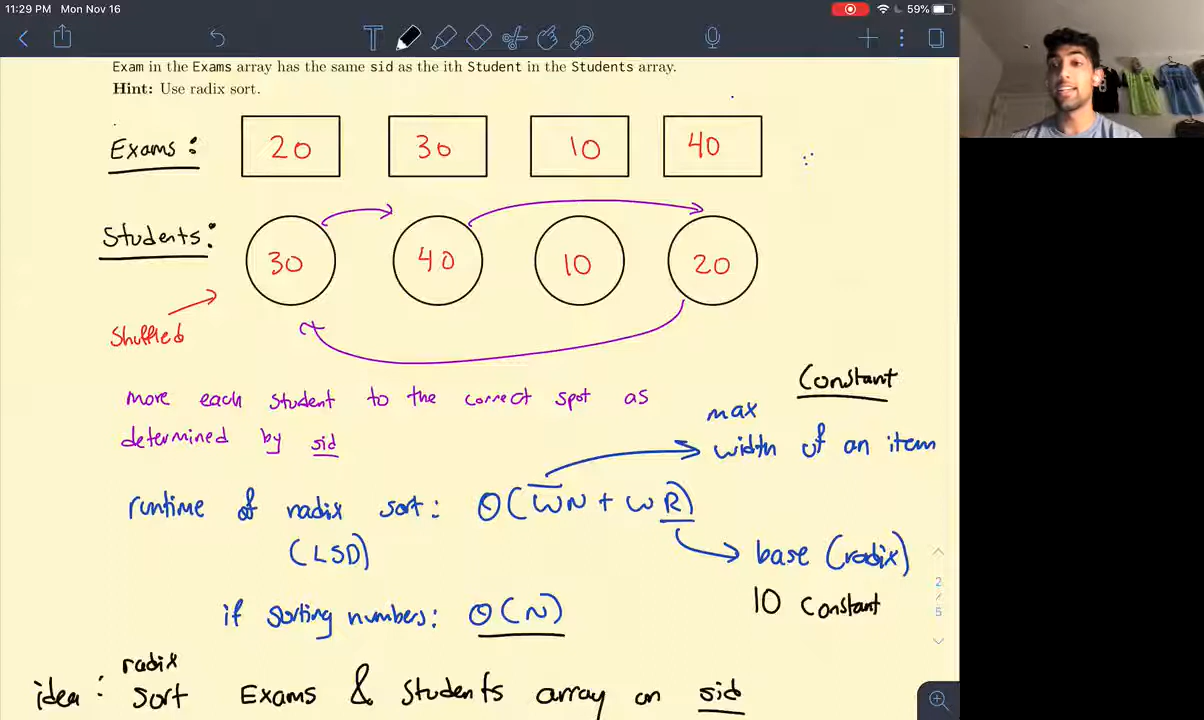 11:29 PM Mon Nov 16
59%
Exam in the Exams array has the same sid as the ith Student in the Students array.
Hint: Use radix sort.
Exams: 20 30 10 40
Students: 30 40 10 20
Shuffled
Constant
move each student to the correct spot as
determined by sid
max
width of an item
runtime of radix sort: Θ(WN + WR)
(LSD)
base (radix)
10 constant
if sorting numbers: Θ(N)
radix
idea: sort Exams & Students array on sid
2
/
5